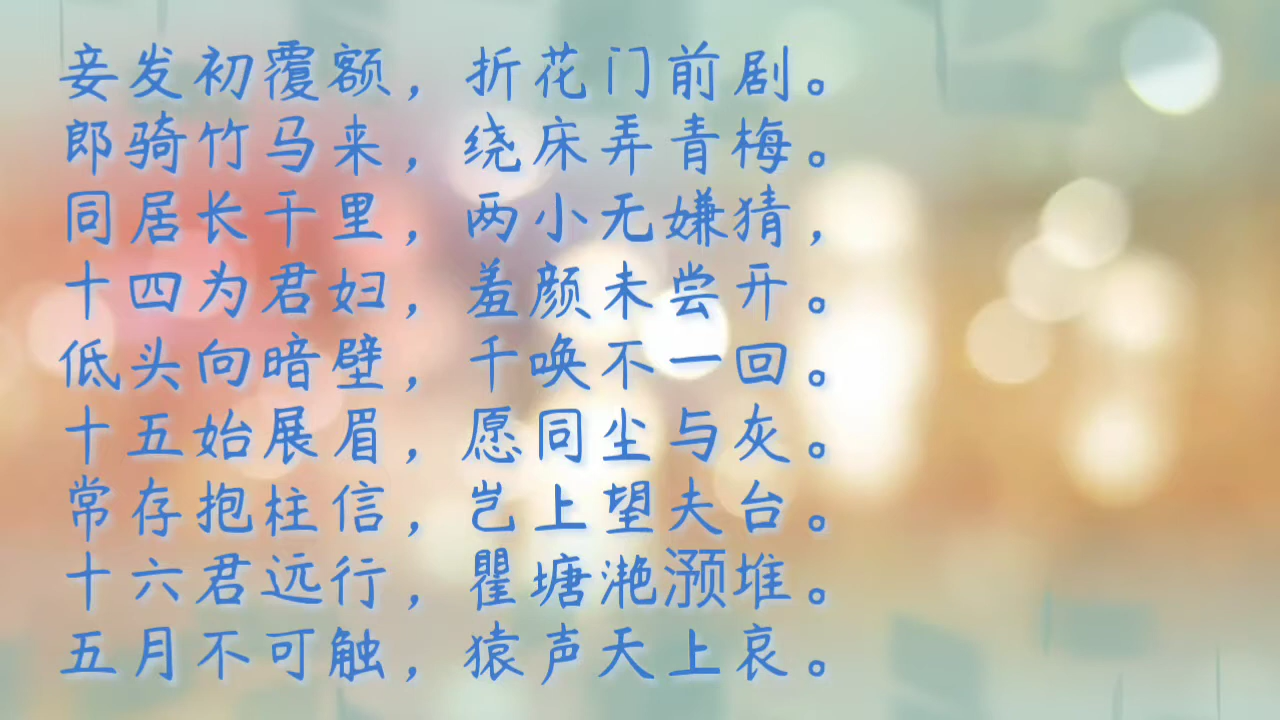 妾发初覆额，折花门前剧。
郎骑竹马来，绕床弄青梅。
同居长干里，两小无嫌猜，
十四为君妇，羞颜未尝开。
低头向暗壁，千唤不一回。
十五始展眉，愿同尘与灰。
常存抱柱信，岂上望夫台。
十六君远行，瞿塘滟滪堆。
五月不可触，猿声天上哀。